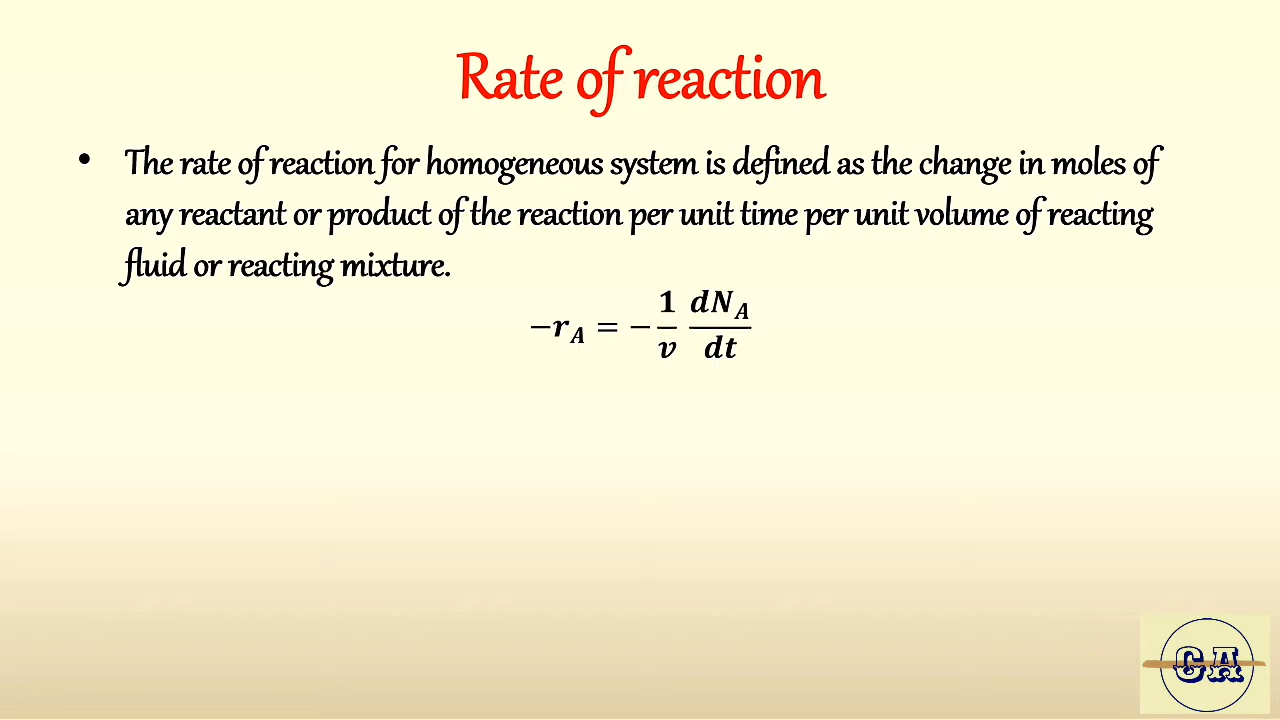 Rate of reaction
• The rate of reaction for homogeneous system is defined as the change in moles of
any reactant or product of the reaction per unit time per unit volume of reacting
fluid or reacting mixture.
−r_A = − 1/v dN_A/dt
CA